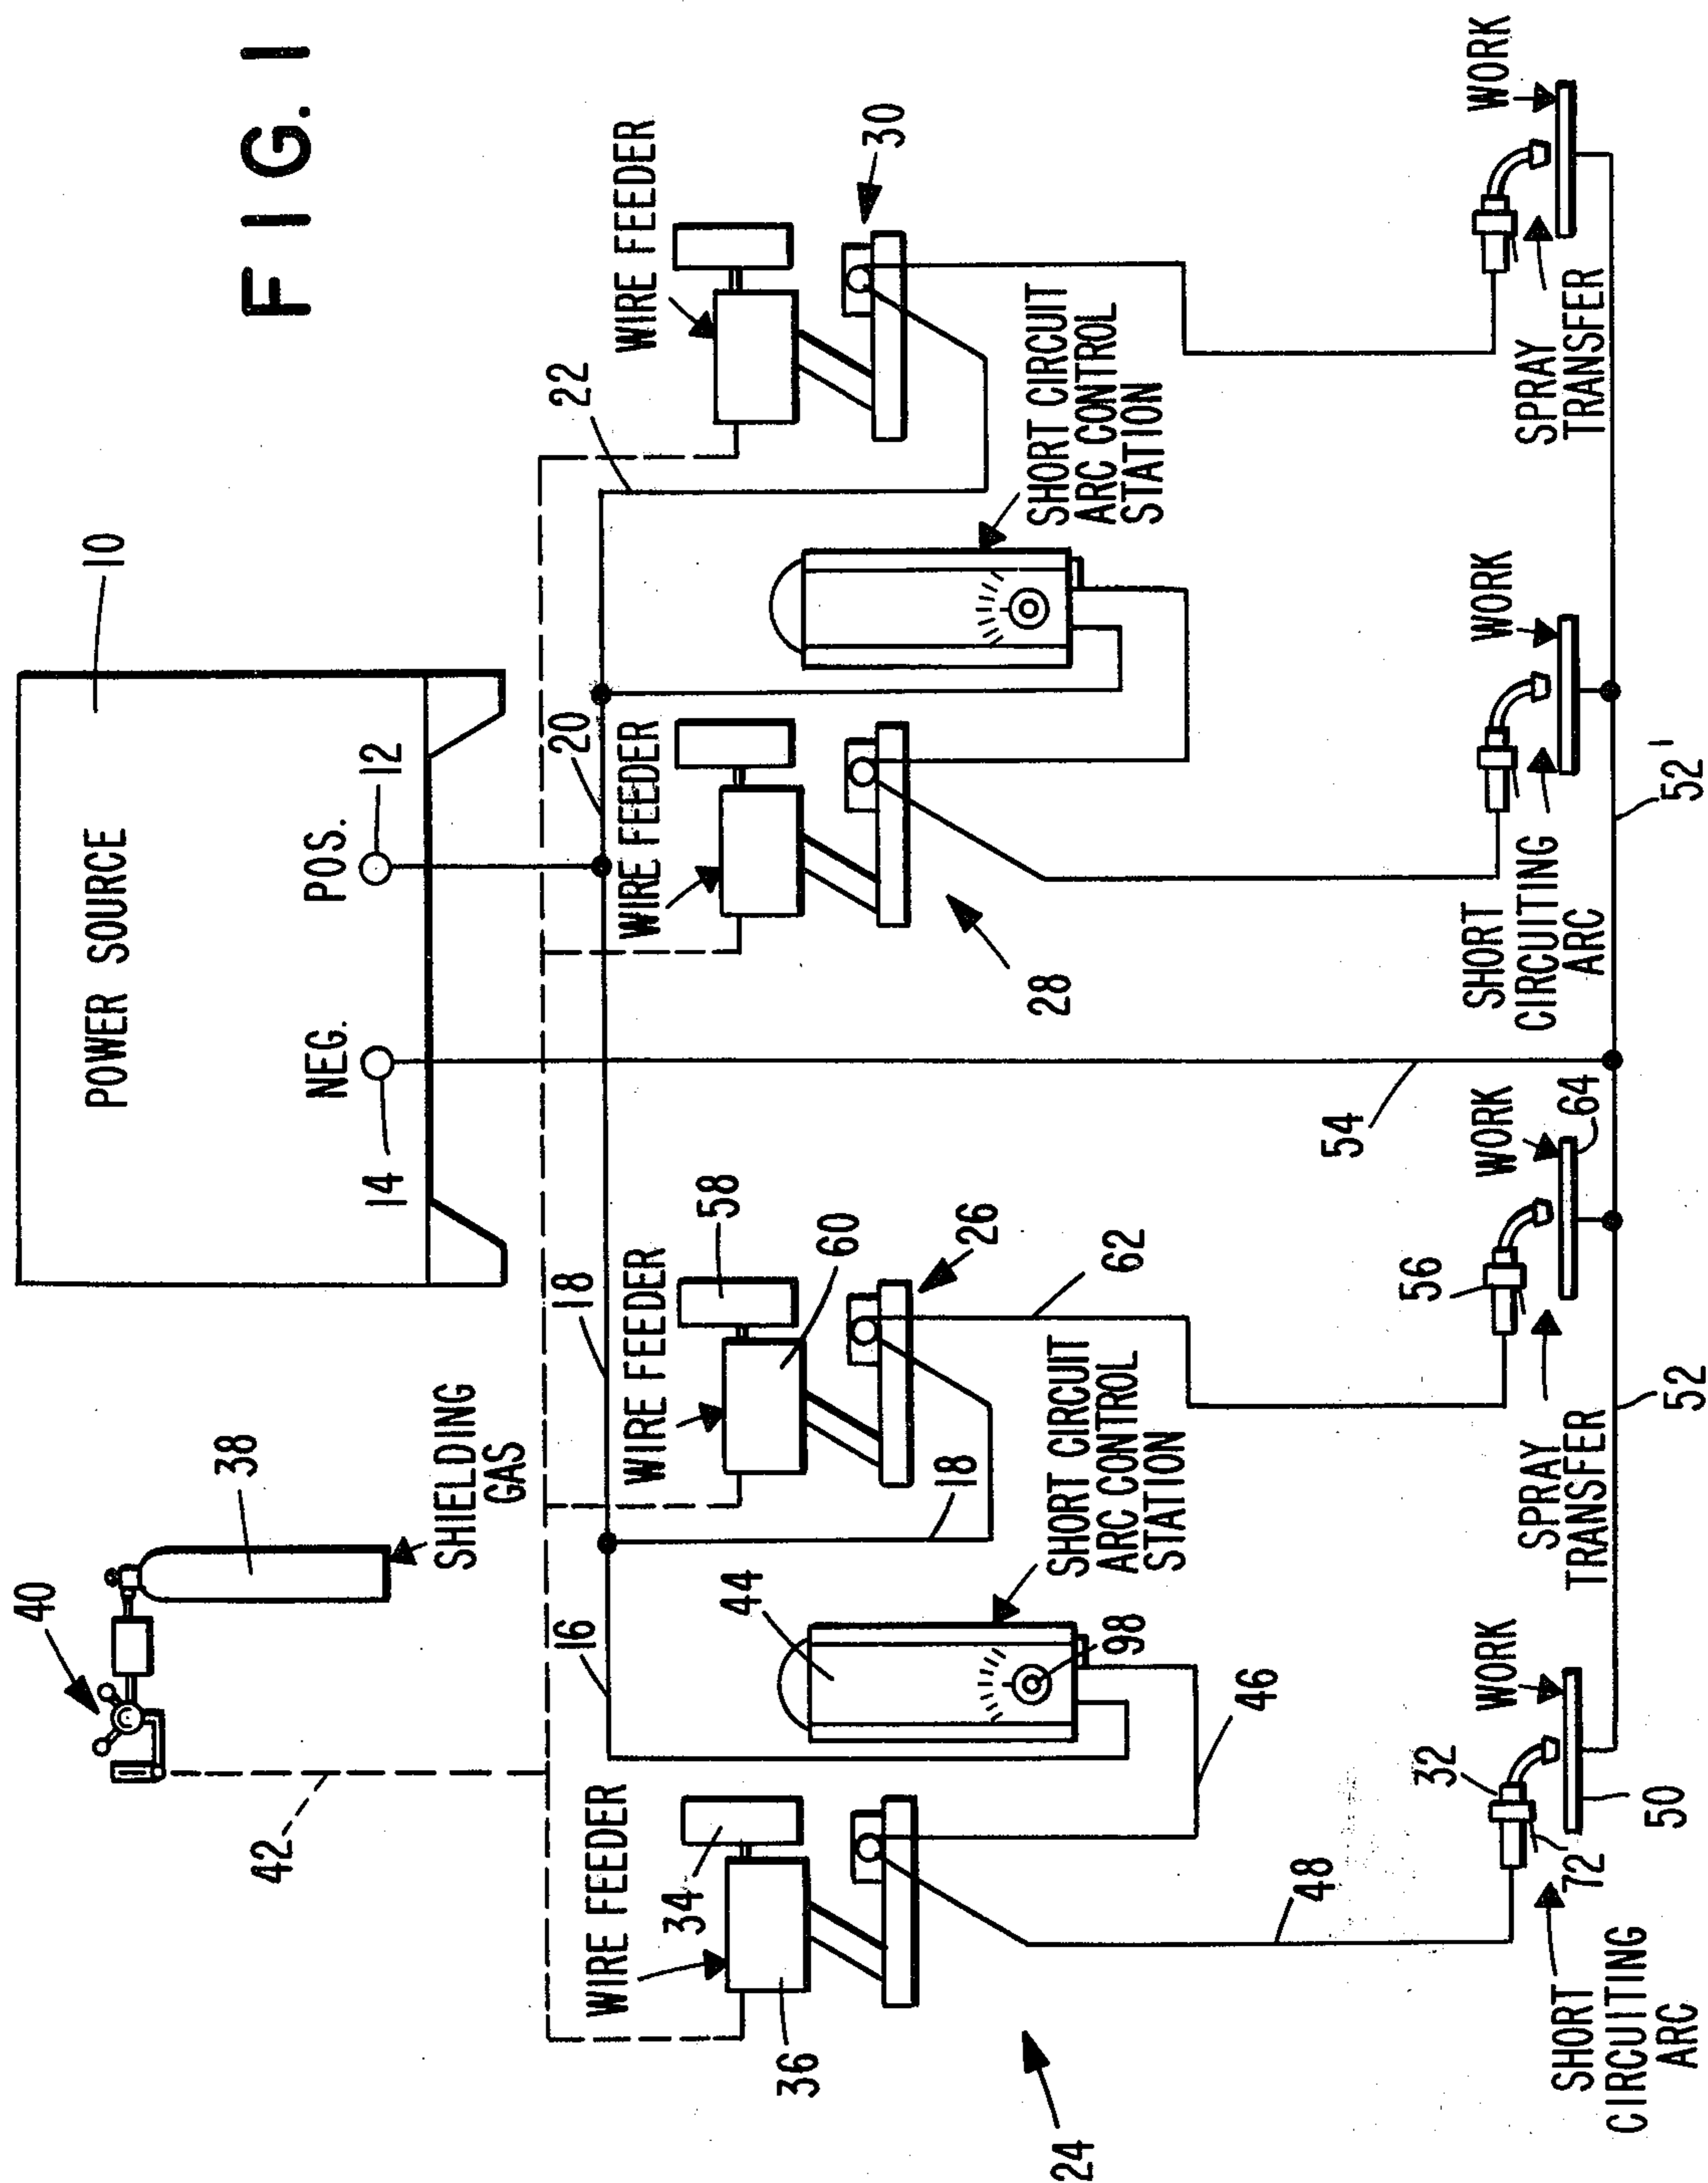 FIG. 1
POWER SOURCE
10
NEG.
POS.
14
12
40
38
SHIELDING
GAS
42
16
18
20
22
WIRE FEEDER
34
36
WIRE FEEDER
58
60
WIRE FEEDER
WIRE FEEDER
24
44
98
SHORT CIRCUIT
ARC CONTROL
STATION
46
48
18
26
62
28
SHORT CIRCUIT
ARC CONTROL
STATION
30
54
32
72
WORK
50
SHORT
CIRCUITING
ARC
56
WORK
64
SPRAY
TRANSFER
52
WORK
SHORT
CIRCUITING
ARC
52'
WORK
SPRAY
TRANSFER